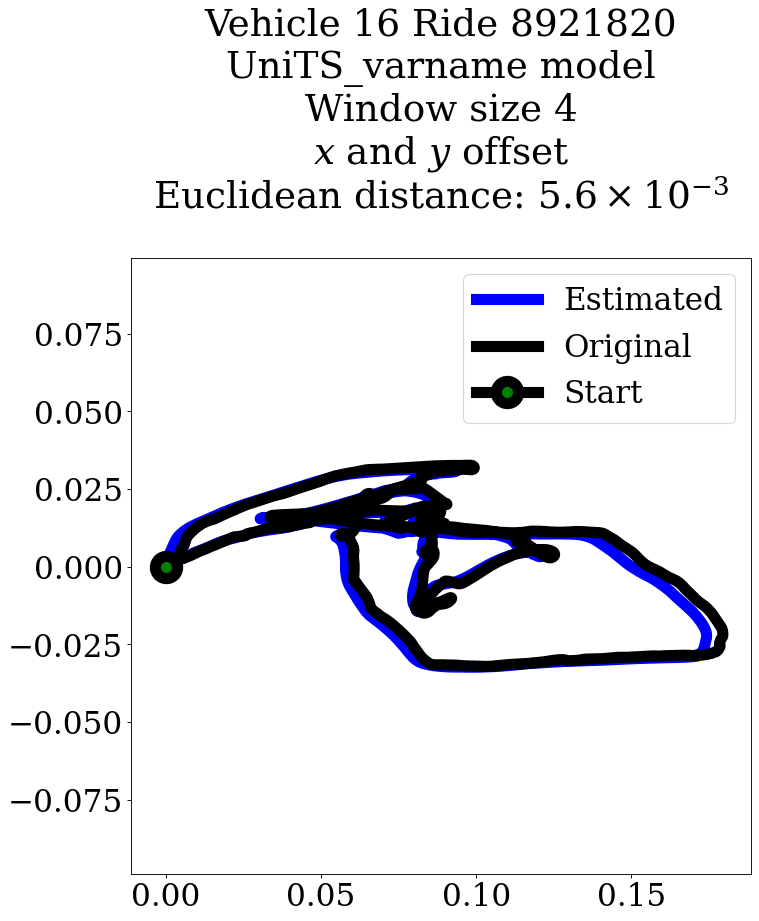 Vehicle 16 Ride 8921820
UniTS_varname model
Window size 4
x and y offset
Euclidean distance: 5.6 × 10⁻³
Estimated
Original
Start
0.075
0.050
0.025
0.000
−0.025
−0.050
−0.075
0.00 0.05 0.10 0.15